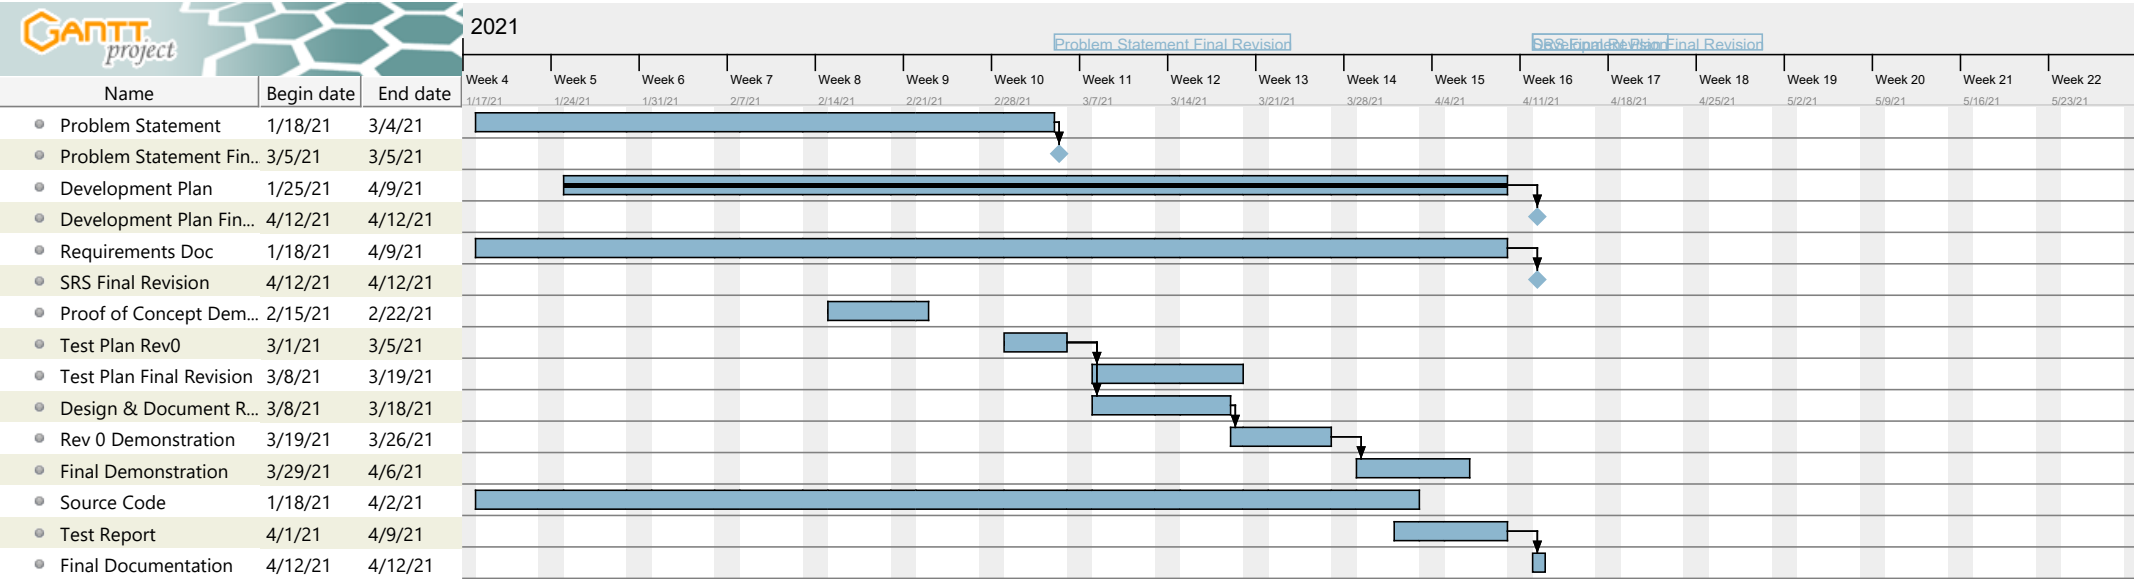 GANTT
project
2021
Problem Statement Final Revision
SRS Final Revision
Development Plan Final Revision
Name Begin date End date
Week 4 Week 5 Week 6 Week 7 Week 8 Week 9 Week 10 Week 11 Week 12 Week 13 Week 14 Week 15 Week 16 Week 17 Week 18 Week 19 Week 20 Week 21 Week 22
1/17/21 1/24/21 1/31/21 2/7/21 2/14/21 2/21/21 2/28/21 3/7/21 3/14/21 3/21/21 3/28/21 4/4/21 4/11/21 4/18/21 4/25/21 5/2/21 5/9/21 5/16/21 5/23/21
Problem Statement 1/18/21 3/4/21
Problem Statement Fin... 3/5/21 3/5/21
Development Plan 1/25/21 4/9/21
Development Plan Fin... 4/12/21 4/12/21
Requirements Doc 1/18/21 4/9/21
SRS Final Revision 4/12/21 4/12/21
Proof of Concept Dem... 2/15/21 2/22/21
Test Plan Rev0 3/1/21 3/5/21
Test Plan Final Revision 3/8/21 3/19/21
Design & Document R... 3/8/21 3/18/21
Rev 0 Demonstration 3/19/21 3/26/21
Final Demonstration 3/29/21 4/6/21
Source Code 1/18/21 4/2/21
Test Report 4/1/21 4/9/21
Final Documentation 4/12/21 4/12/21